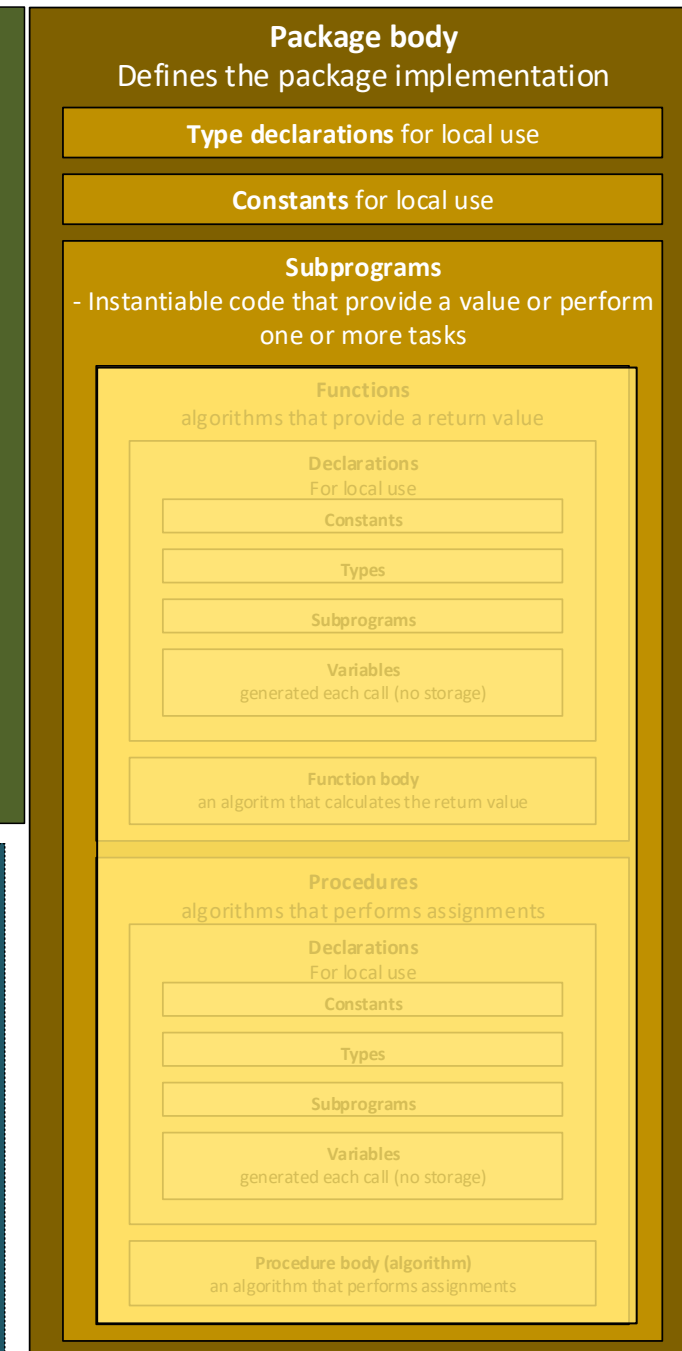 Package body
Defines the package implementation
Type declarations for local use
Constants for local use
Subprograms
- Instantiable code that provide a value or perform
one or more tasks
Functions
algorithms that provide a return value
Declarations
For local use
Constants
Types
Subprograms
Variables
generated each call (no storage)
Function body
an algoritm that calculates the return value
Procedures
algorithms that performs assignments
Declarations
For local use
Constants
Types
Subprograms
Variables
generated each call (no storage)
Procedure body (algorithm)
an algorithm that performs assignments